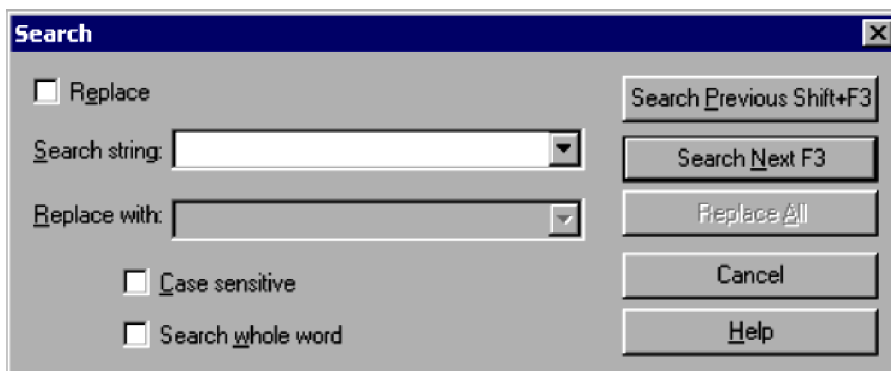 Search
Replace
Search string:
Replace with:
Case sensitive
Search whole word
Search Previous Shift+F3
Search Next F3
Replace All
Cancel
Help